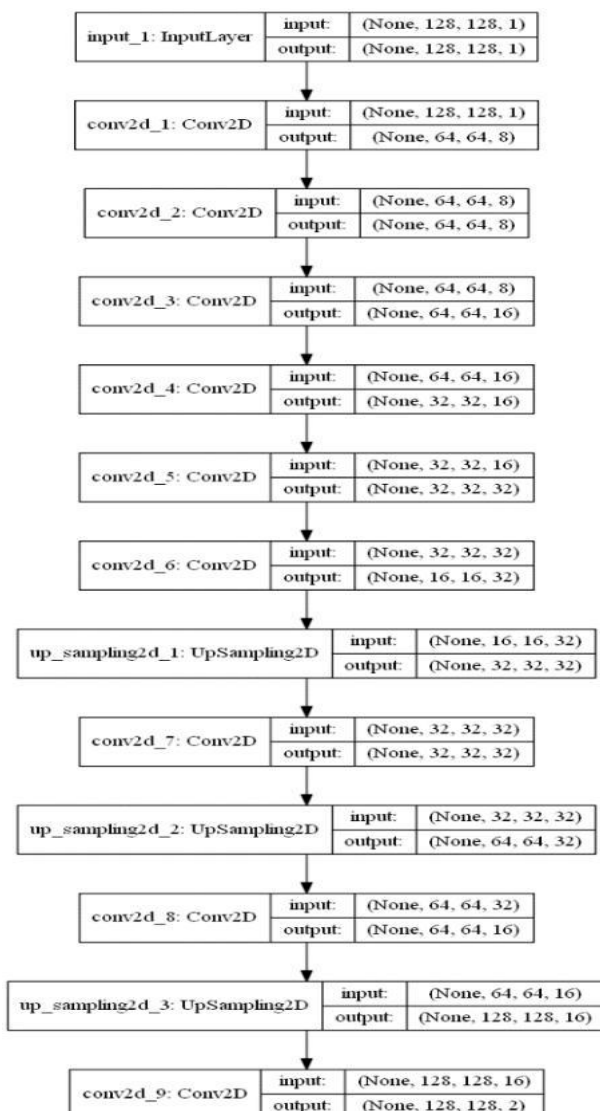 input_1: InputLayer
input: (None, 128, 128, 1)
output: (None, 128, 128, 1)
conv2d_1: Conv2D
input: (None, 128, 128, 1)
output: (None, 64, 64, 8)
conv2d_2: Conv2D
input: (None, 64, 64, 8)
output: (None, 64, 64, 8)
conv2d_3: Conv2D
input: (None, 64, 64, 8)
output: (None, 64, 64, 16)
conv2d_4: Conv2D
input: (None, 64, 64, 16)
output: (None, 32, 32, 16)
conv2d_5: Conv2D
input: (None, 32, 32, 16)
output: (None, 32, 32, 32)
conv2d_6: Conv2D
input: (None, 32, 32, 32)
output: (None, 16, 16, 32)
up_sampling2d_1: UpSampling2D
input: (None, 16, 16, 32)
output: (None, 32, 32, 32)
conv2d_7: Conv2D
input: (None, 32, 32, 32)
output: (None, 32, 32, 32)
up_sampling2d_2: UpSampling2D
input: (None, 32, 32, 32)
output: (None, 64, 64, 32)
conv2d_8: Conv2D
input: (None, 64, 64, 32)
output: (None, 64, 64, 16)
up_sampling2d_3: UpSampling2D
input: (None, 64, 64, 16)
output: (None, 128, 128, 16)
conv2d_9: Conv2D
input: (None, 128, 128, 16)
output: (None, 128, 128, 2)